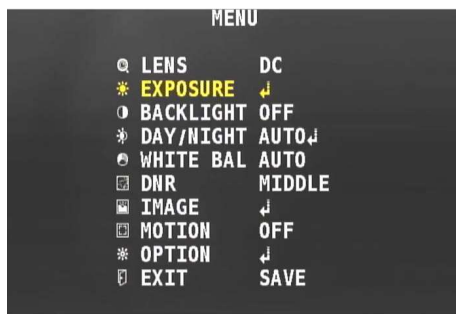 MENU
LENS DC
EXPOSURE ↲
BACKLIGHT OFF
DAY/NIGHT AUTO↲
WHITE BAL AUTO
DNR MIDDLE
IMAGE ↲
MOTION OFF
OPTION ↲
EXIT SAVE